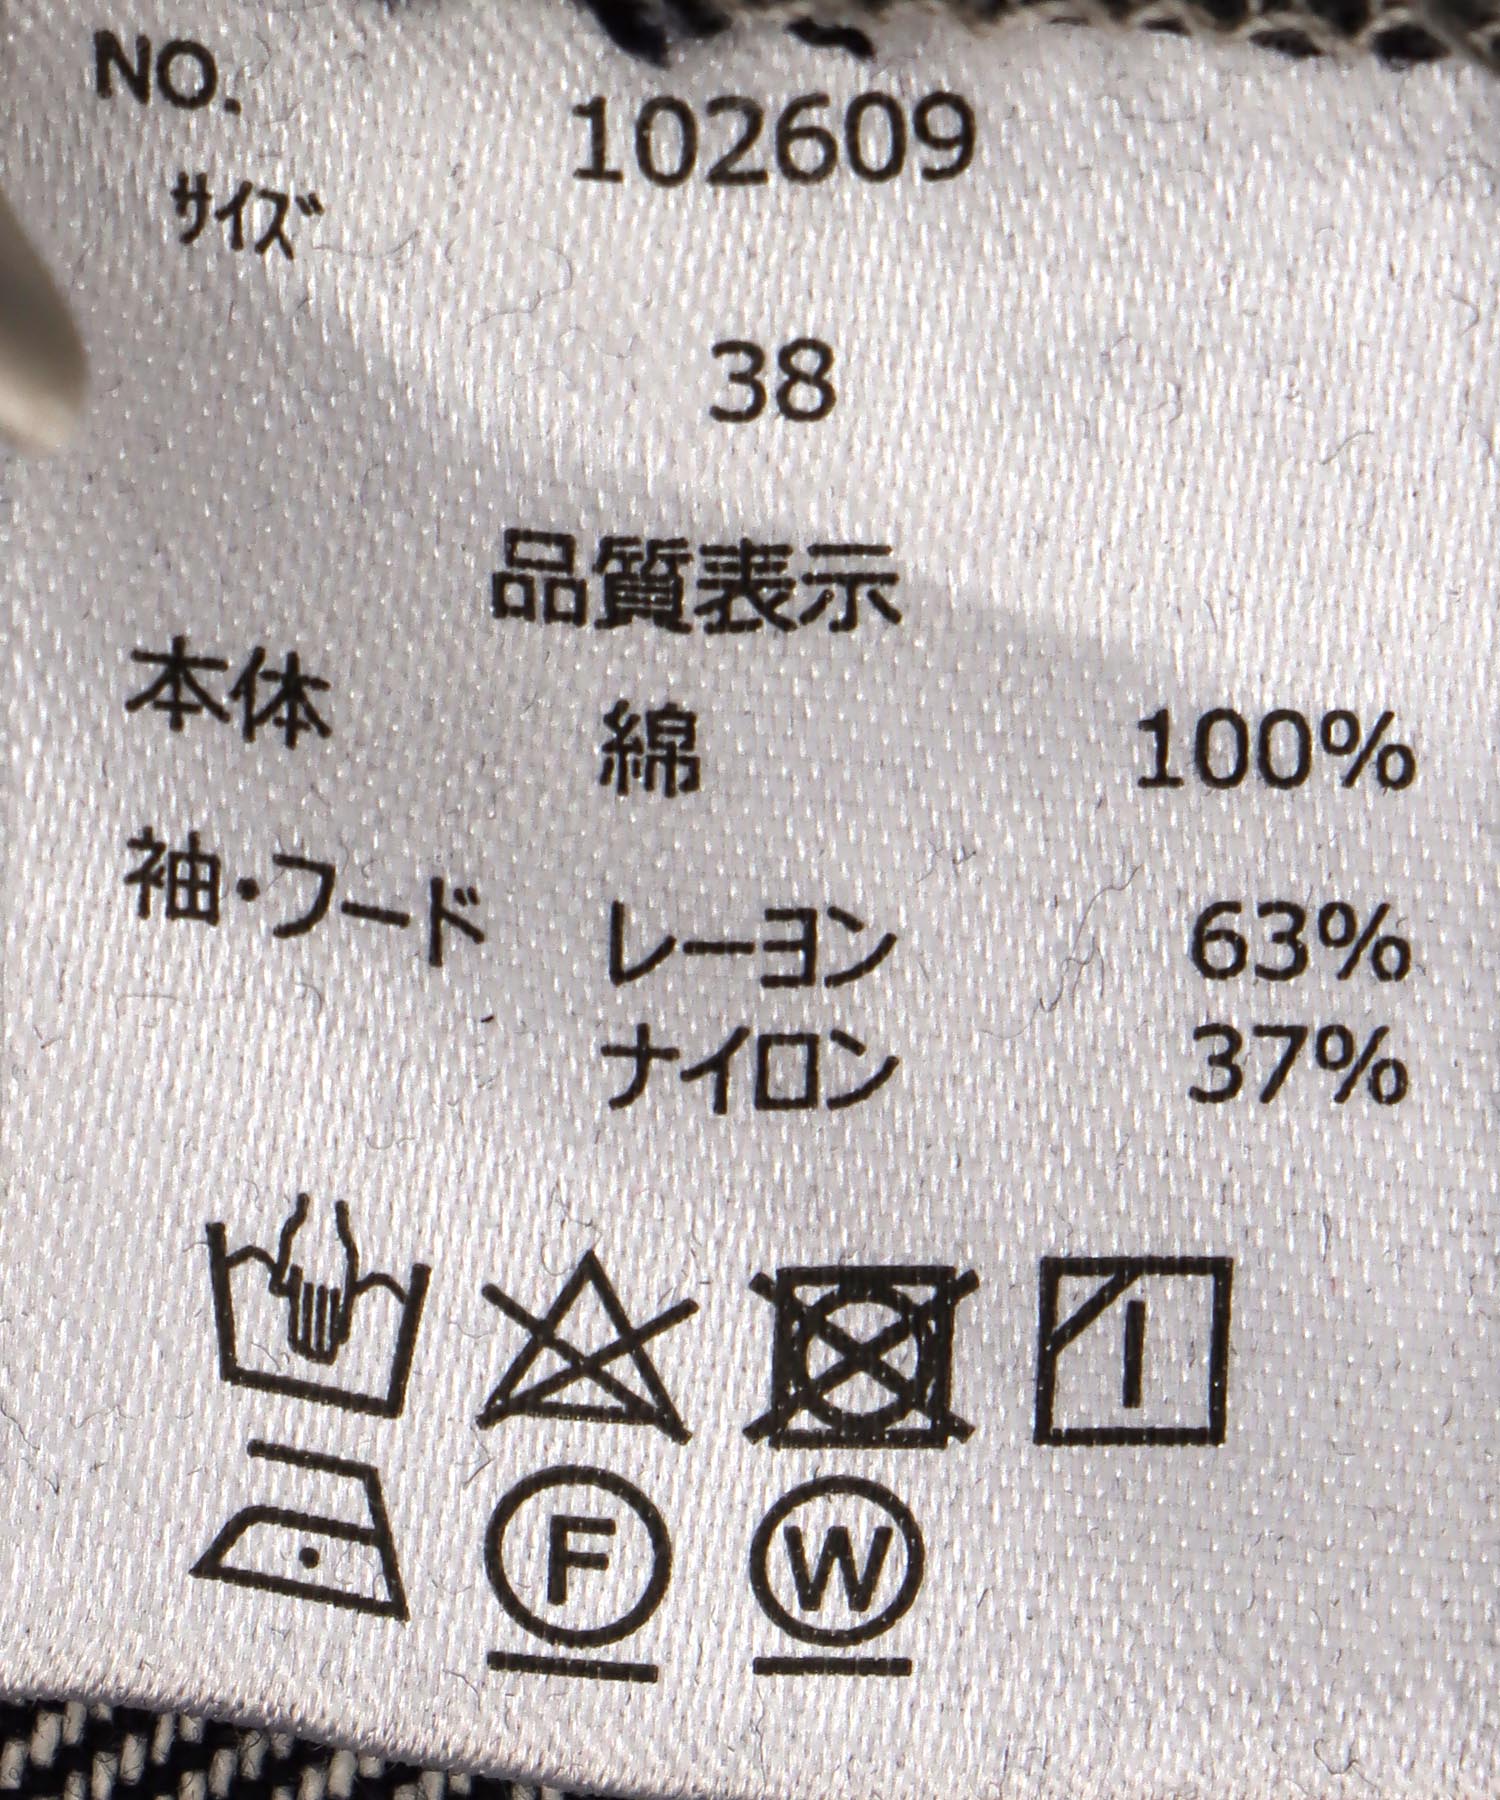 NO. 102609
サイズ
38
品質表示
本体 綿 100%
袖・フード レーヨン 63%
ナイロン 37%
F W